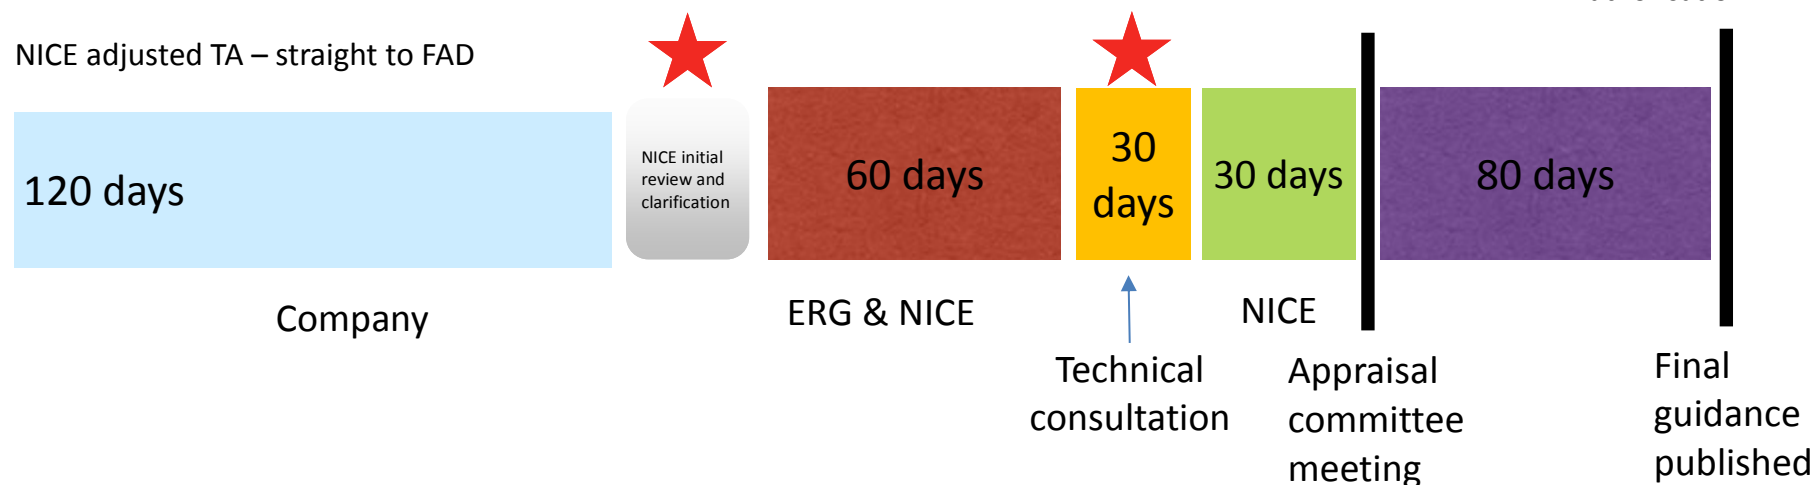 NICE adjusted TA – straight to FAD
120 days
NICE initial
review and
clarification
60 days
30
days
30 days
80 days
Company
ERG & NICE
NICE
Technical
consultation
Appraisal
committee
meeting
Final
guidance
published